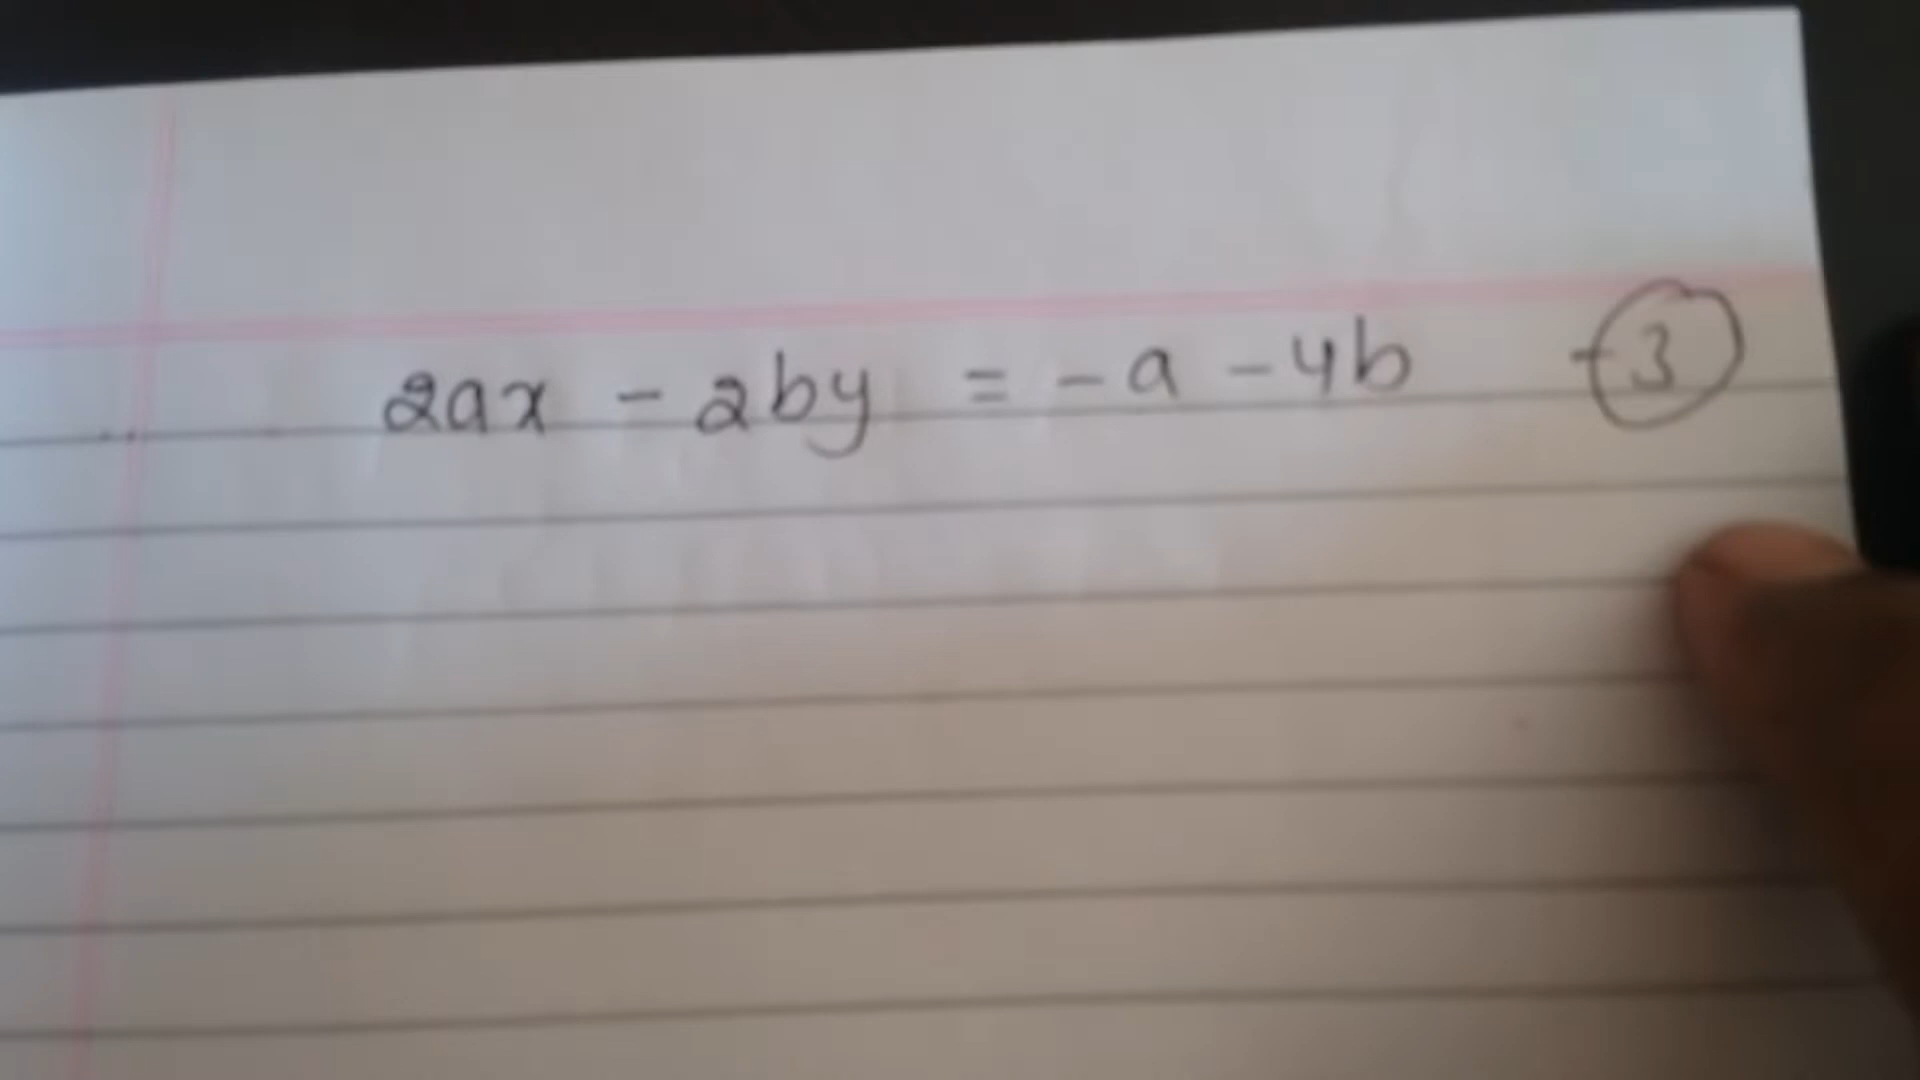 2ax - 2by = -a - 4b - 3